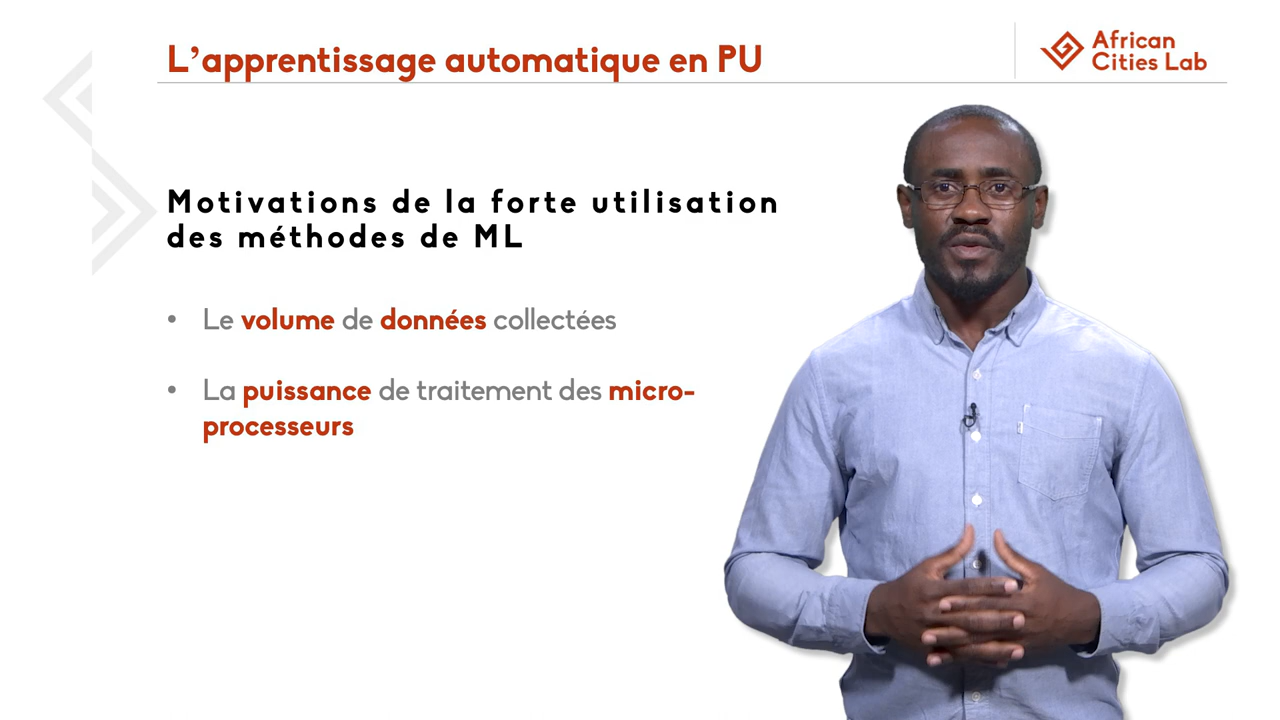 L’apprentissage automatique en PU
African
Cities Lab
Motivations de la forte utilisation
des méthodes de ML
• Le volume de données collectées
• La puissance de traitement des micro-
processeurs